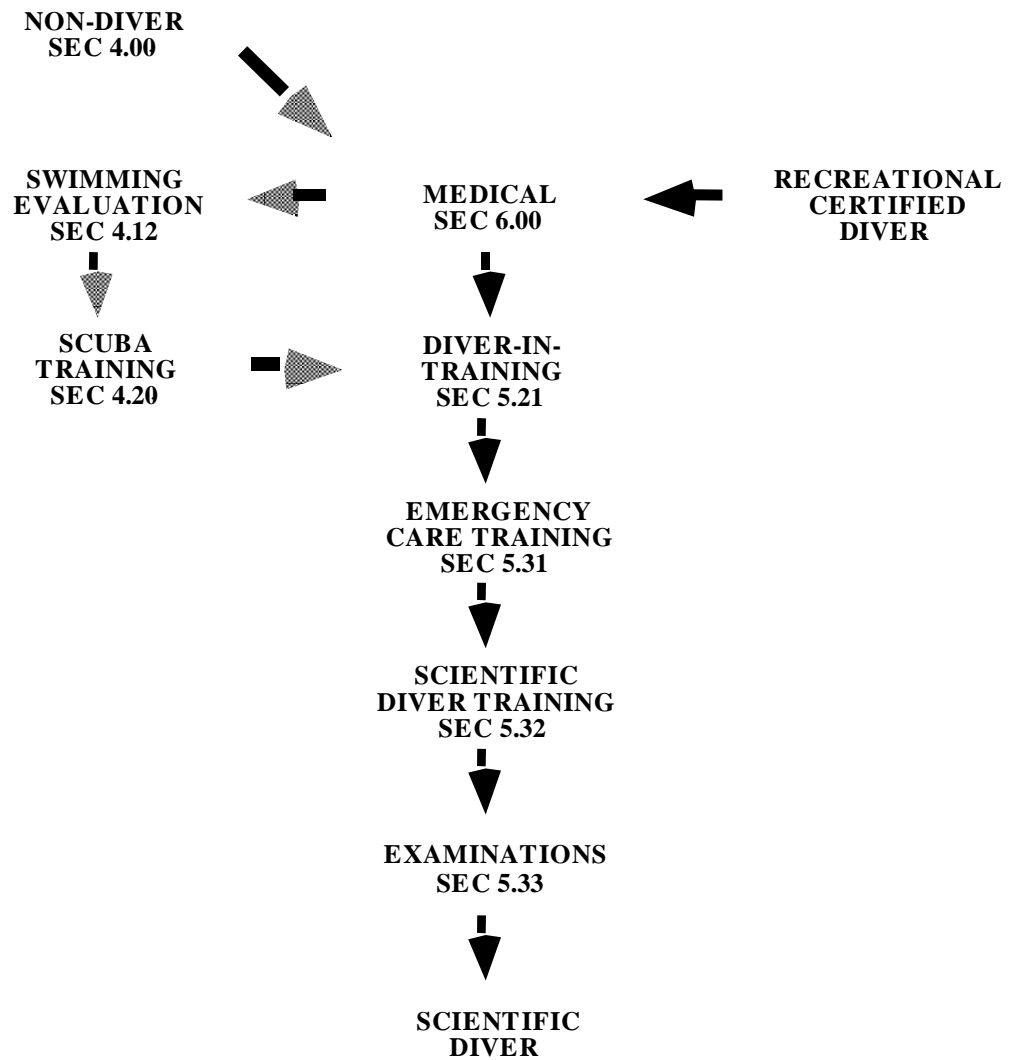 NON-DIVER
SEC 4.00
SWIMMING
EVALUATION
SEC 4.12
MEDICAL
SEC 6.00
RECREATIONAL
CERTIFIED
DIVER
SCUBA
TRAINING
SEC 4.20
DIVER-IN-
TRAINING
SEC 5.21
EMERGENCY
CARE TRAINING
SEC 5.31
SCIENTIFIC
DIVER TRAINING
SEC 5.32
EXAMINATIONS
SEC 5.33
SCIENTIFIC
DIVER